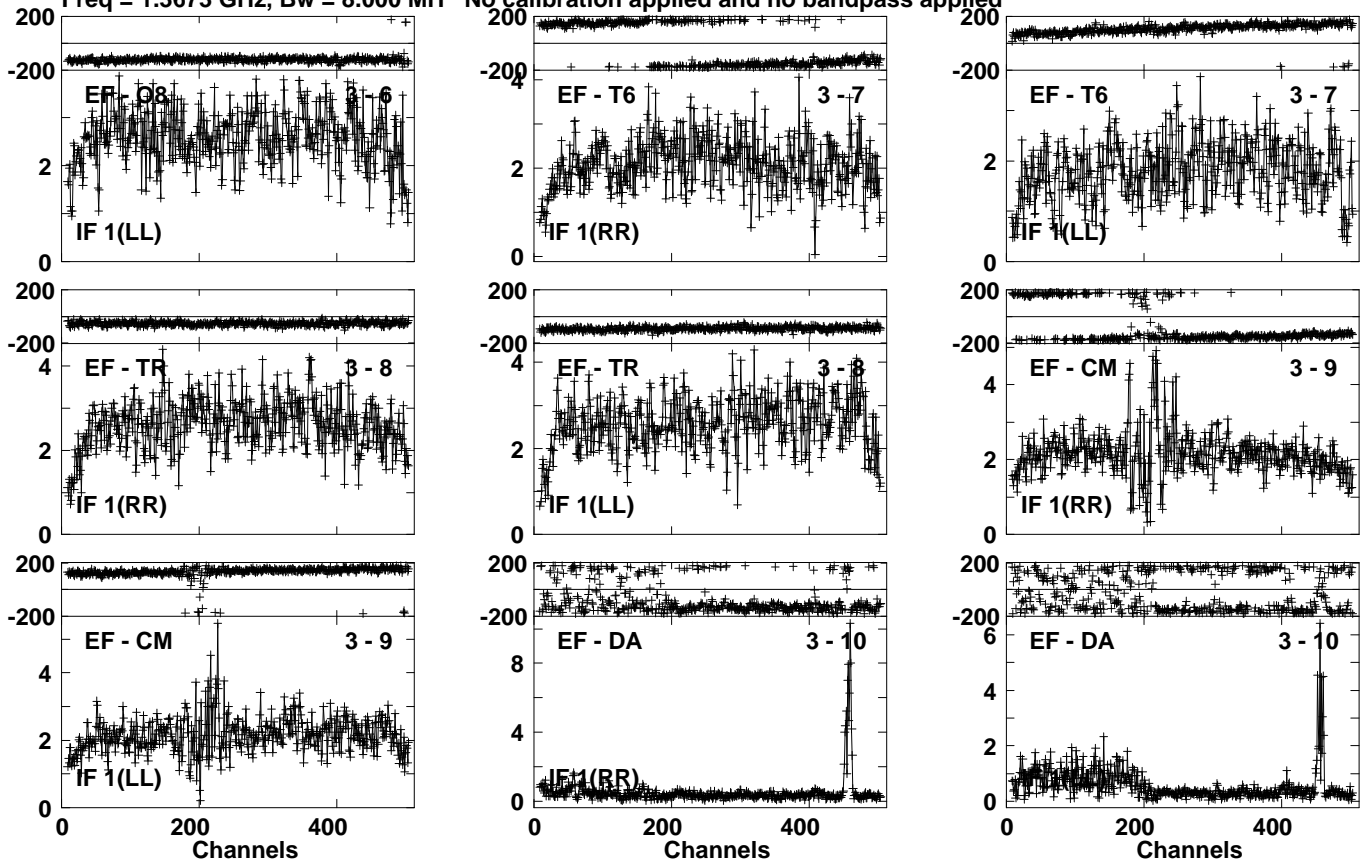 Freq = 1.3673 GHz, Bw = 8.000 MH No calibration applied and no bandpass applied
200
-200
EF - O8 3 - 6
2
0
IF 1(LL)
200
-200
4
EF - T6 3 - 7
2
0
IF 1(RR)
200
-200
EF - T6 3 - 7
2
0
IF 1(LL)
200
-200
4
EF - TR 3 - 8
2
0
IF 1(RR)
200
-200
4
EF - TR 3 - 8
2
0
IF 1(LL)
200
-200
EF - CM 3 - 9
4
2
0
IF 1(RR)
200
-200
EF - CM 3 - 9
4
2
0
IF 1(LL)
0 200 400
Channels
200
-200
EF - DA 3 - 10
8
4
0
IF 1(RR)
0 200 400
Channels
200
-200
6
EF - DA 3 - 10
4
2
0
0 200 400
Channels